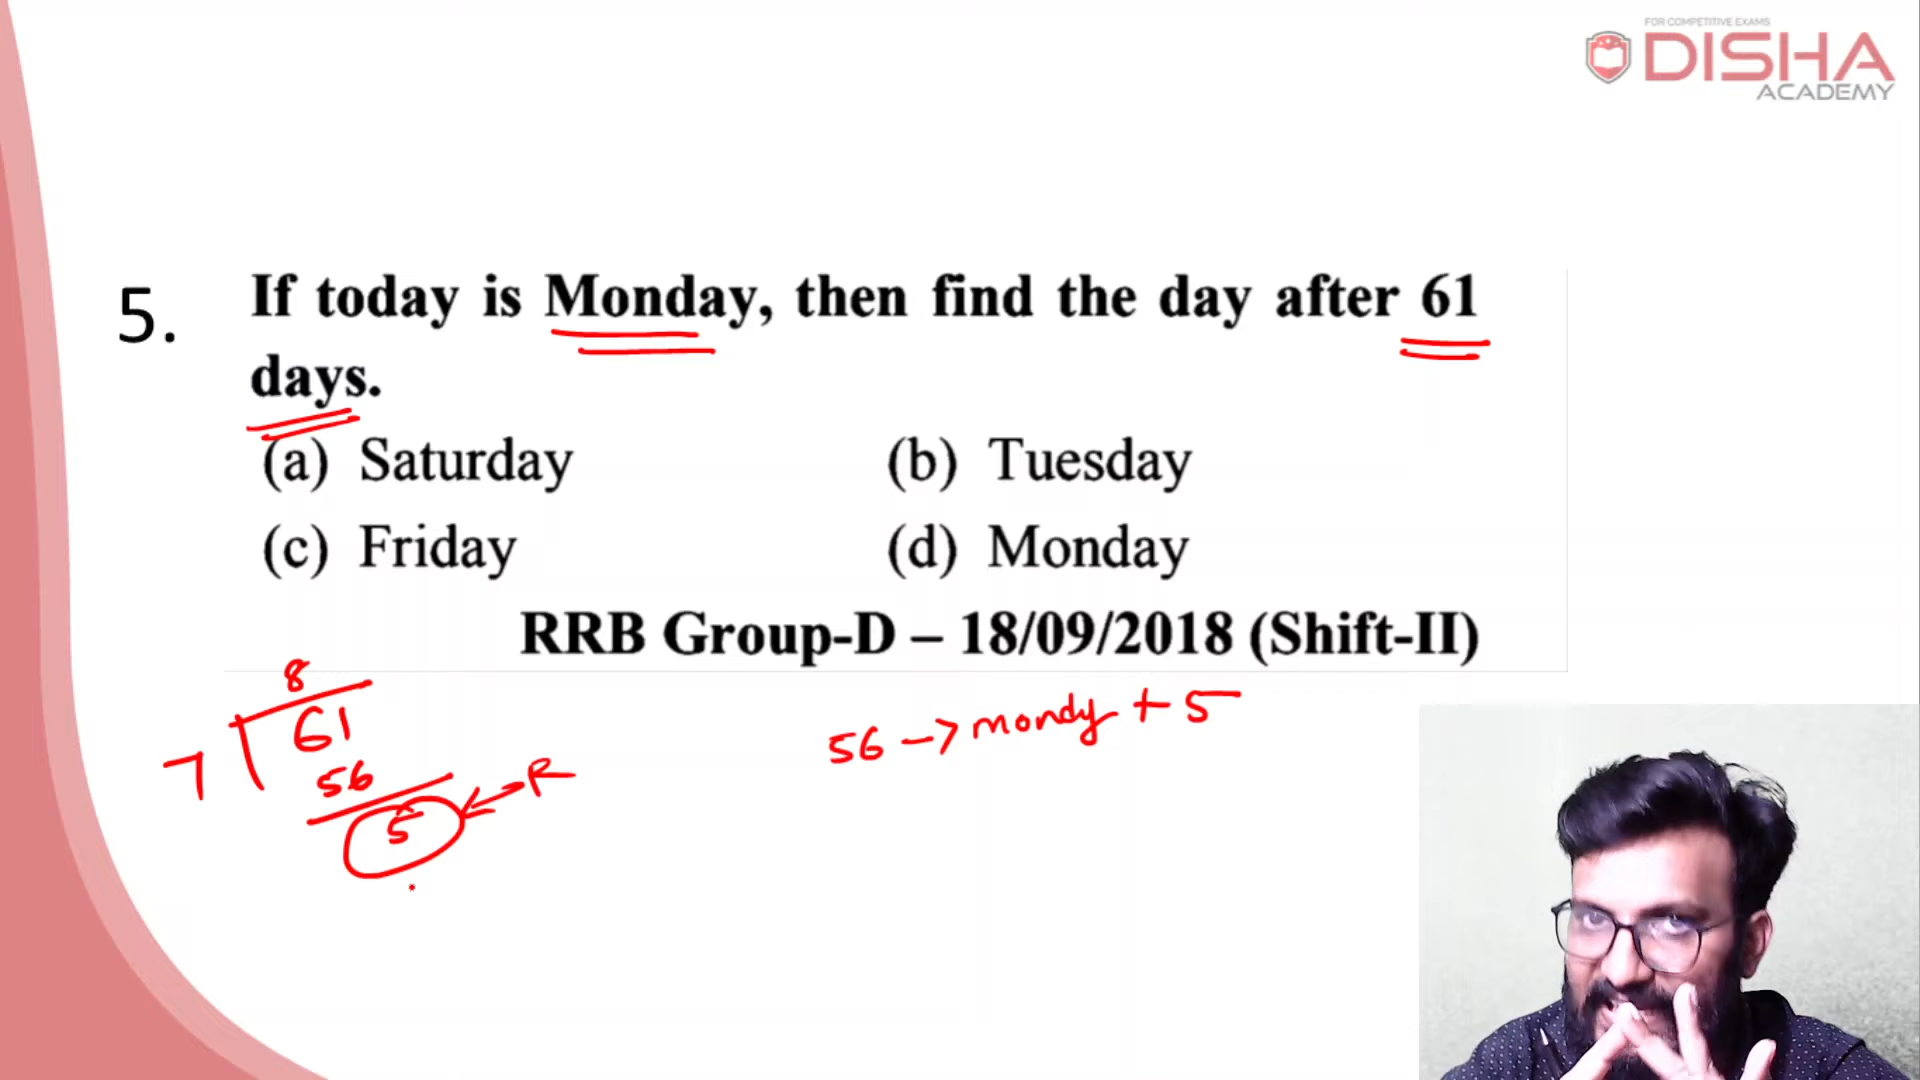 FOR COMPETITIVE EXAMS
DISHA
ACADEMY
5. If today is Monday, then find the day after 61
days.
(a) Saturday (b) Tuesday
(c) Friday (d) Monday
RRB Group-D – 18/09/2018 (Shift-II)
8
7 61
56
5 R
56 -> mondy + 5